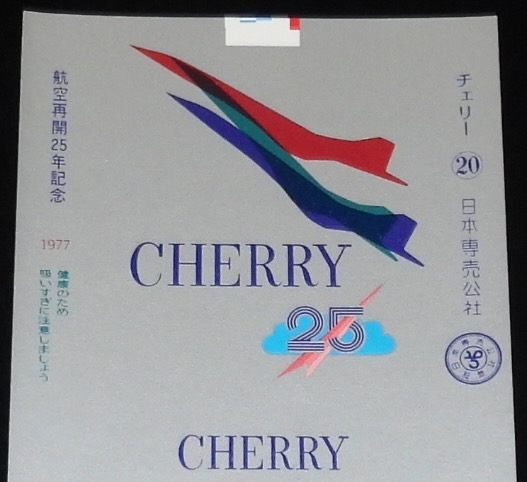 航空再開25年記念
1977
健康のため
吸いすぎに注意しましょう
CHERRY
25
CHERRY
チェリー
20
日本専売公社